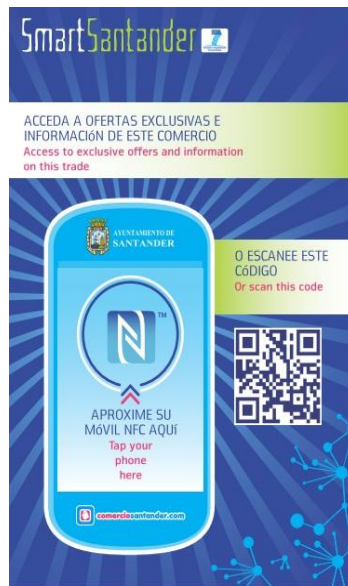 SmartSantander
ACCEDA A OFERTAS EXCLUSIVAS E
INFORMACIóN DE ESTE COMERCIO
Access to exclusive offers and information
on this trade
AYUNTAMIENTO DE
SANTANDER
O ESCANEE ESTE
CóDIGO
Or scan this code
TM
APROXIME SU
MóVIL NFC AQUí
Tap your
phone
here
comerciosantander.com